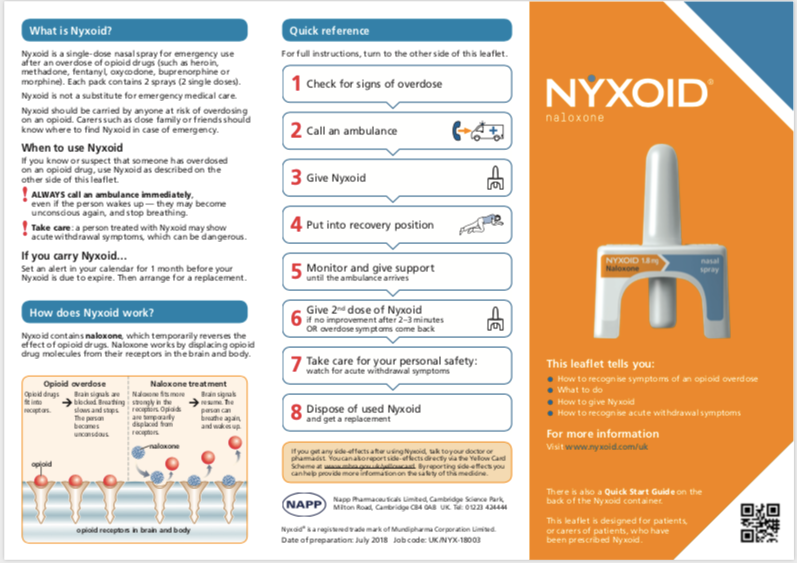 What is Nyxoid?
Nyxoid is a single-dose nasal spray for emergency use
after an overdose of opioid drugs (such as heroin,
methadone, fentanyl, oxycodone, buprenorphine or
morphine). Each pack contains 2 sprays (2 single doses).
Nyxoid is not a substitute for emergency medical care.
Nyxoid should be carried by anyone at risk of overdosing
on an opioid. Carers such as close family or friends should
know where to find Nyxoid in case of emergency.
When to use Nyxoid
If you know or suspect that someone has overdosed
on an opioid drug, use Nyxoid as described on the
other side of this leaflet.
! ALWAYS call an ambulance immediately,
even if the person wakes up — they may become
unconscious again, and stop breathing.
! Take care: a person treated with Nyxoid may show
acute withdrawal symptoms, which can be dangerous.
If you carry Nyxoid...
Set an alert in your calendar for 1 month before your
Nyxoid is due to expire. Then arrange for a replacement.
How does Nyxoid work?
Nyxoid contains naloxone, which temporarily reverses the
effect of opioid drugs. Naloxone works by displacing opioid
drug molecules from their receptors in the brain and body.
Opioid overdose
Opioid drugs
fit into
receptors.
Brain signals are
blocked. Breathing
slows and stops.
The person
becomes
unconscious.
Naloxone treatment
Naloxone fits more
strongly in the
receptors. Opioids
are temporarily
displaced from
receptors.
Brain signals
resume. The
person can
breathe again,
and wakes up.
naloxone
opioid
opioid receptors in brain and body
Quick reference
For full instructions, turn to the other side of this leaflet.
1 Check for signs of overdose
2 Call an ambulance
3 Give Nyxoid
4 Put into recovery position
5 Monitor and give support
until the ambulance arrives
6 Give 2nd dose of Nyxoid
if no improvement after 2–3 minutes
OR overdose symptoms come back
7 Take care for your personal safety:
watch for acute withdrawal symptoms
8 Dispose of used Nyxoid
and get a replacement
If you get any side-effects after using Nyxoid, talk to your doctor or
pharmacist. You can also report side-effects directly via the Yellow Card
Scheme at www.mhra.gov.uk/yellowcard. By reporting side-effects you
can help provide more information on the safety of this medicine.
NAPP
Napp Pharmaceuticals Limited, Cambridge Science Park,
Milton Road, Cambridge CB4 0AB UK. Tel: 01223 424444
Nyxoid® is a registered trade mark of Mundipharma Corporation Limited.
Date of preparation: July 2018 Job code: UK/NYX-18003
NYXOID®
naloxone
NYXOID 1.8 mg
Naloxone
nasal
spray
This leaflet tells you:
• How to recognise symptoms of an opioid overdose
• What to do
• How to give Nyxoid
• How to recognise acute withdrawal symptoms
For more information
Visit www.nyxoid.com/uk
There is also a Quick Start Guide on the
back of the Nyxoid container.
This leaflet is designed for patients,
or carers of patients, who have
been prescribed Nyxoid.